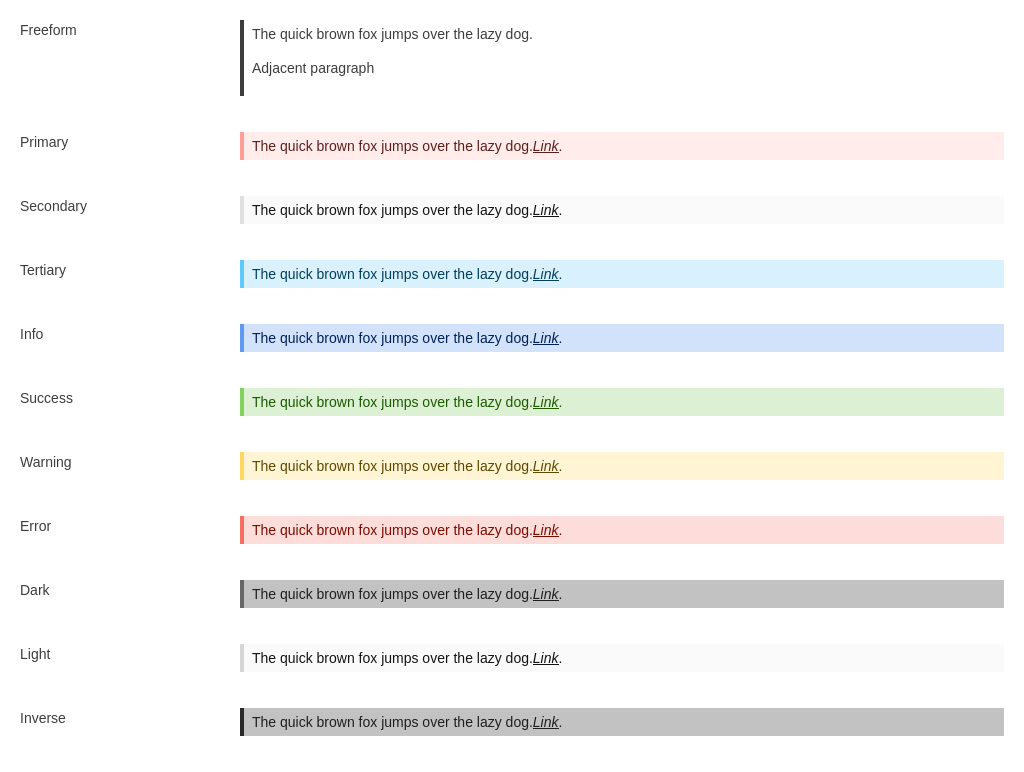 Freeform
The quick brown fox jumps over the lazy dog.
Adjacent paragraph
Primary
The quick brown fox jumps over the lazy dog.Link.
Secondary
The quick brown fox jumps over the lazy dog.Link.
Tertiary
The quick brown fox jumps over the lazy dog.Link.
Info
The quick brown fox jumps over the lazy dog.Link.
Success
The quick brown fox jumps over the lazy dog.Link.
Warning
The quick brown fox jumps over the lazy dog.Link.
Error
The quick brown fox jumps over the lazy dog.Link.
Dark
The quick brown fox jumps over the lazy dog.Link.
Light
The quick brown fox jumps over the lazy dog.Link.
Inverse
The quick brown fox jumps over the lazy dog.Link.